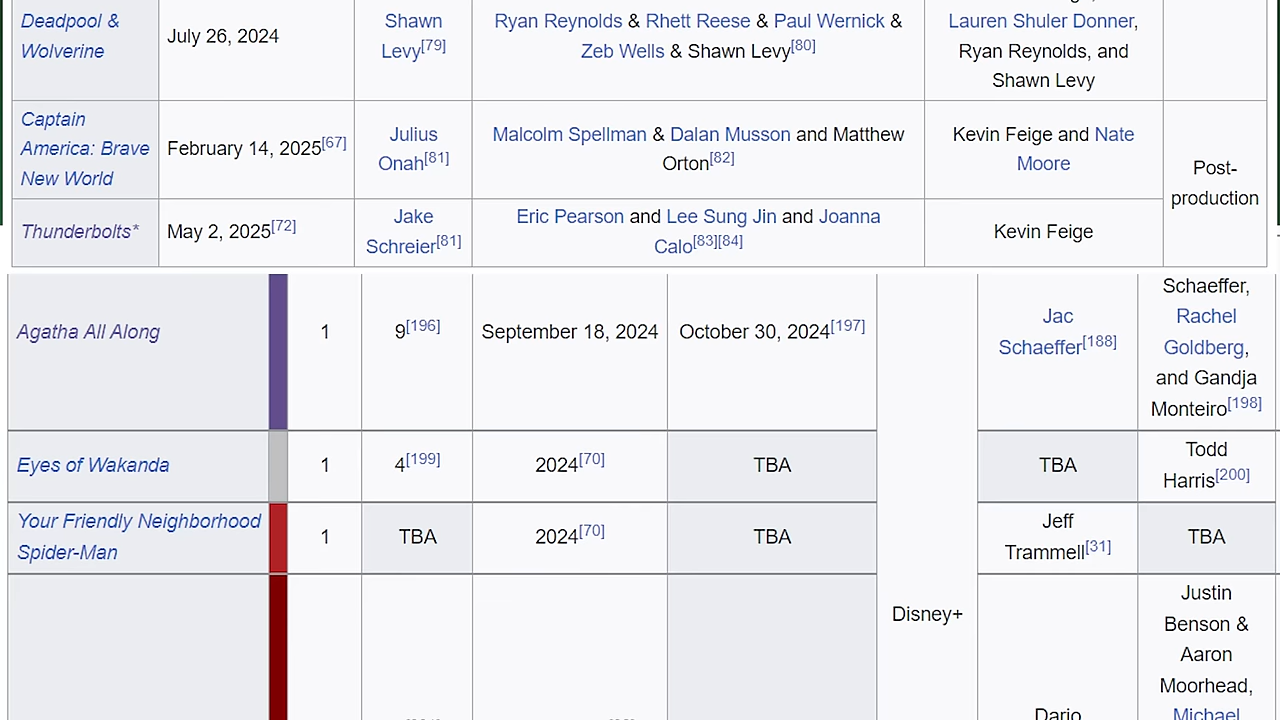 Deadpool &
Wolverine
July 26, 2024
Shawn
Levy[79]
Ryan Reynolds & Rhett Reese & Paul Wernick &
Zeb Wells & Shawn Levy[80]
Lauren Shuler Donner,
Ryan Reynolds, and
Shawn Levy
Captain
America: Brave
New World
February 14, 2025[67]
Julius
Onah[81]
Malcolm Spellman & Dalan Musson and Matthew
Orton[82]
Kevin Feige and Nate
Moore
Post-
production
Thunderbolts*
May 2, 2025[72]
Jake
Schreier[81]
Eric Pearson and Lee Sung Jin and Joanna
Calo[83][84]
Kevin Feige
Agatha All Along
1
9[196]
September 18, 2024
October 30, 2024[197]
Jac
Schaeffer[188]
Schaeffer,
Rachel
Goldberg,
and Gandja
Monteiro[198]
Eyes of Wakanda
1
4[199]
2024[70]
TBA
TBA
Todd
Harris[200]
Your Friendly Neighborhood
Spider-Man
1
TBA
2024[70]
TBA
Jeff
Trammell[31]
TBA
Disney+
Justin
Benson &
Aaron
Moorhead,
Michael
Dario